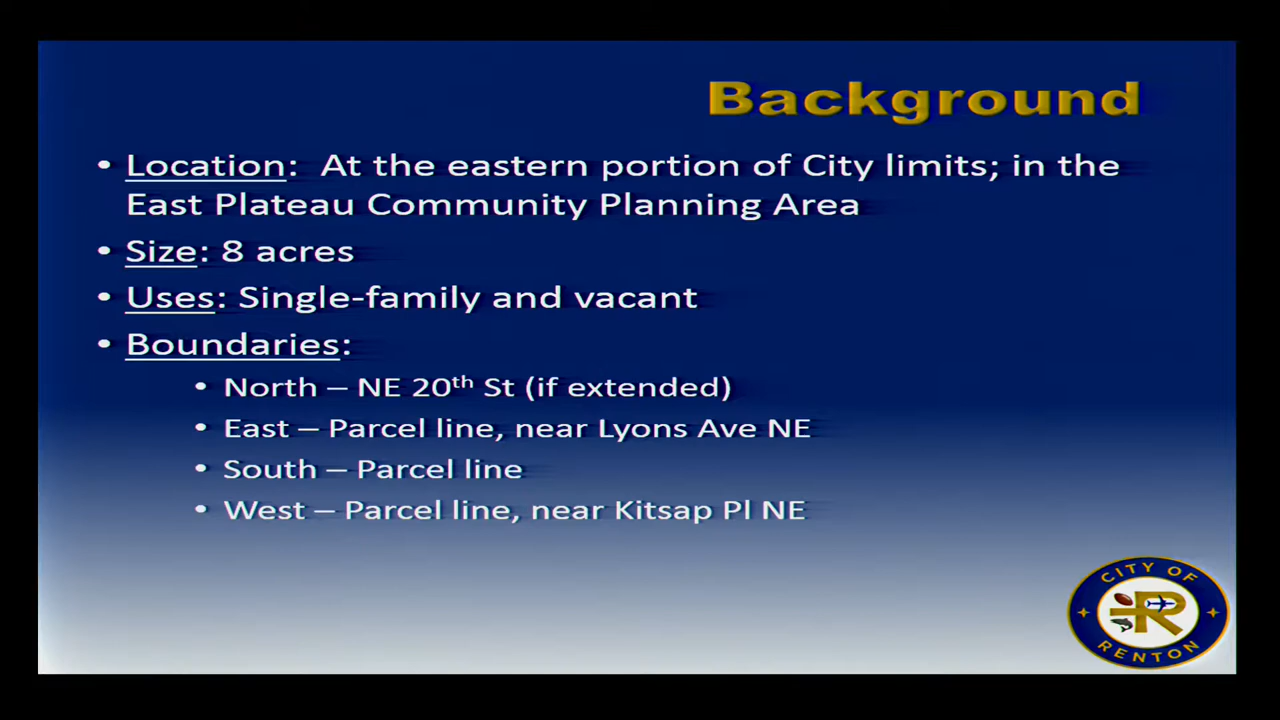 Background
• Location: At the eastern portion of City limits; in the
East Plateau Community Planning Area
• Size: 8 acres
• Uses: Single-family and vacant
• Boundaries:
• North – NE 20th St (if extended)
• East – Parcel line, near Lyons Ave NE
• South – Parcel line
• West – Parcel line, near Kitsap Pl NE
CITY OF
R
RENTON